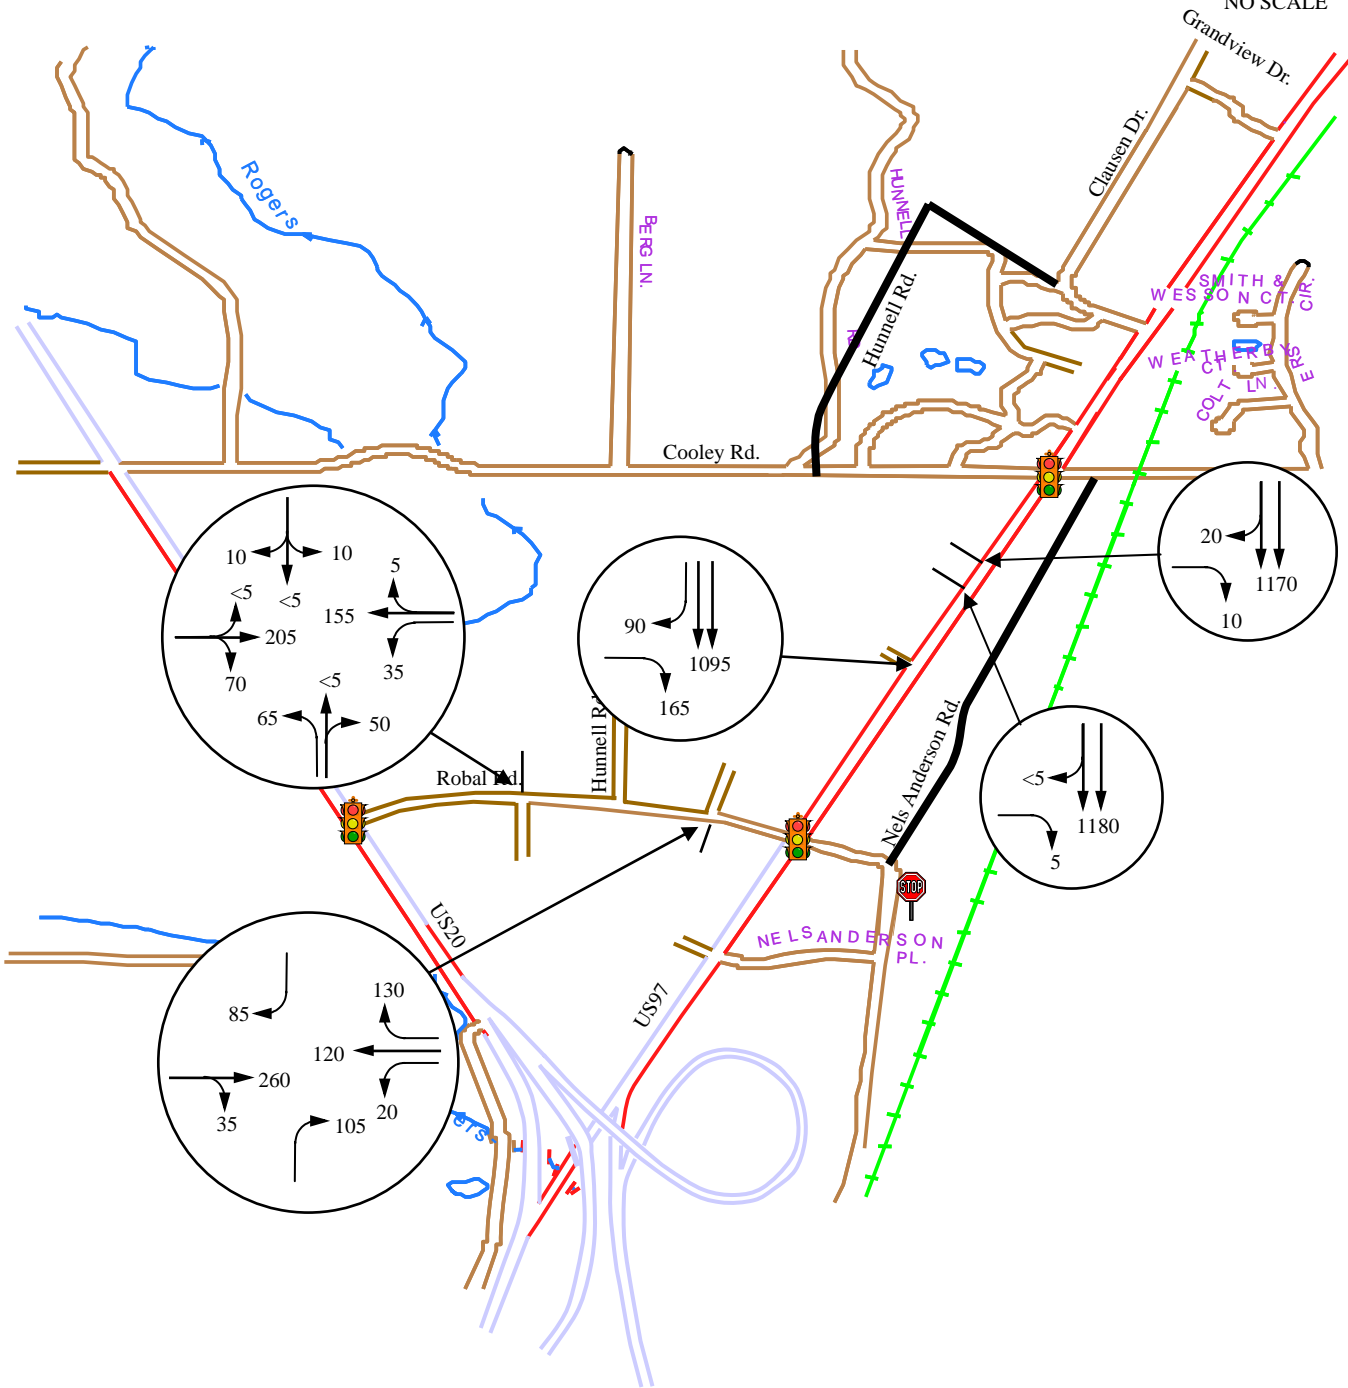 NO SCALE
Grandview Dr.
Clausen Dr.
Rogers
HUNNELL
BERG LN.
Hunnell Rd.
SMITH &
WESSON CT.
CIR.
WEATHERBY
CT
COLT LN.
ERS
Cooley Rd.
10
10
<5
<5
5
155
205
35
70
<5
65
50
90
1095
165
20
1170
10
<5
1180
5
Hunnell Rd
Robal Rd.
Nels Anderson Rd.
STOP
NELS ANDERSON
PL.
US20
US97
85
130
120
260
20
35
105
ers